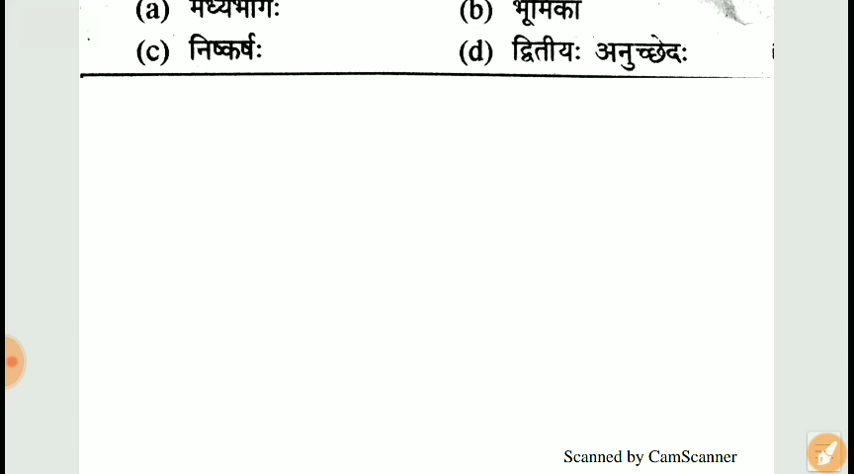 (a) मध्यभागः (b) भूमिका
(c) निष्कर्षः (d) द्वितीयः अनुच्छेदः
Scanned by CamScanner